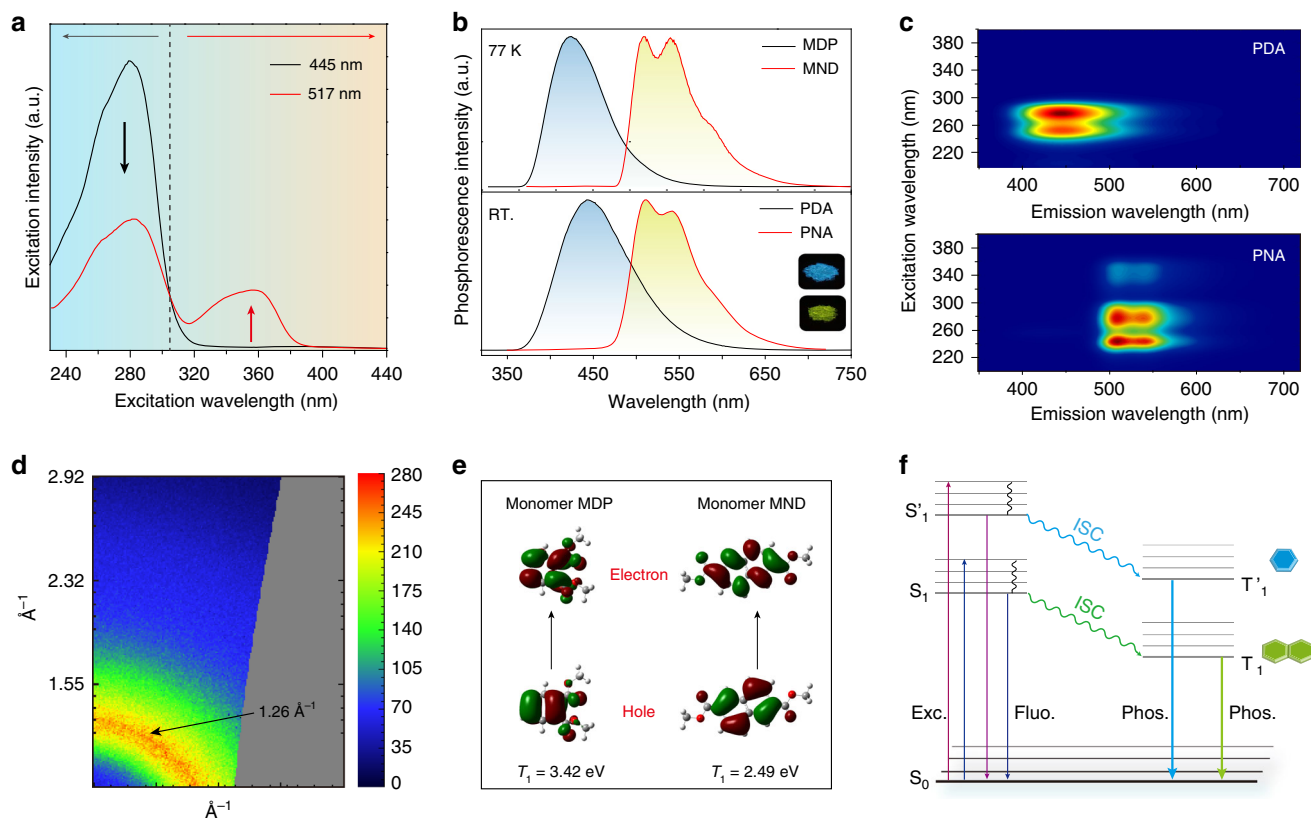 a
Excitation intensity (a.u.)
445 nm
517 nm
240 280 320 360 400 440
Excitation wavelength (nm)
b
Phosphorescence intensity (a.u.)
77 K
MDP
MND
RT.
PDA
PNA
350 450 550 650 750
Wavelength (nm)
c
Excitation wavelength (nm)
PDA
380
340
300
260
220
400 500 600 700
Emission wavelength (nm)
PNA
380
340
300
260
220
400 500 600 700
Emission wavelength (nm)
d
2.92
2.32
1.55
Å⁻¹
1.26 Å⁻¹
Å⁻¹
280
245
210
175
140
105
70
35
0
e
Monomer MDP Monomer MND
Electron
Hole
T₁ = 3.42 eV T₁ = 2.49 eV
f
S'₁
ISC
T'₁
S₁
ISC
T₁
Exc. Fluo. Phos. Phos.
S₀